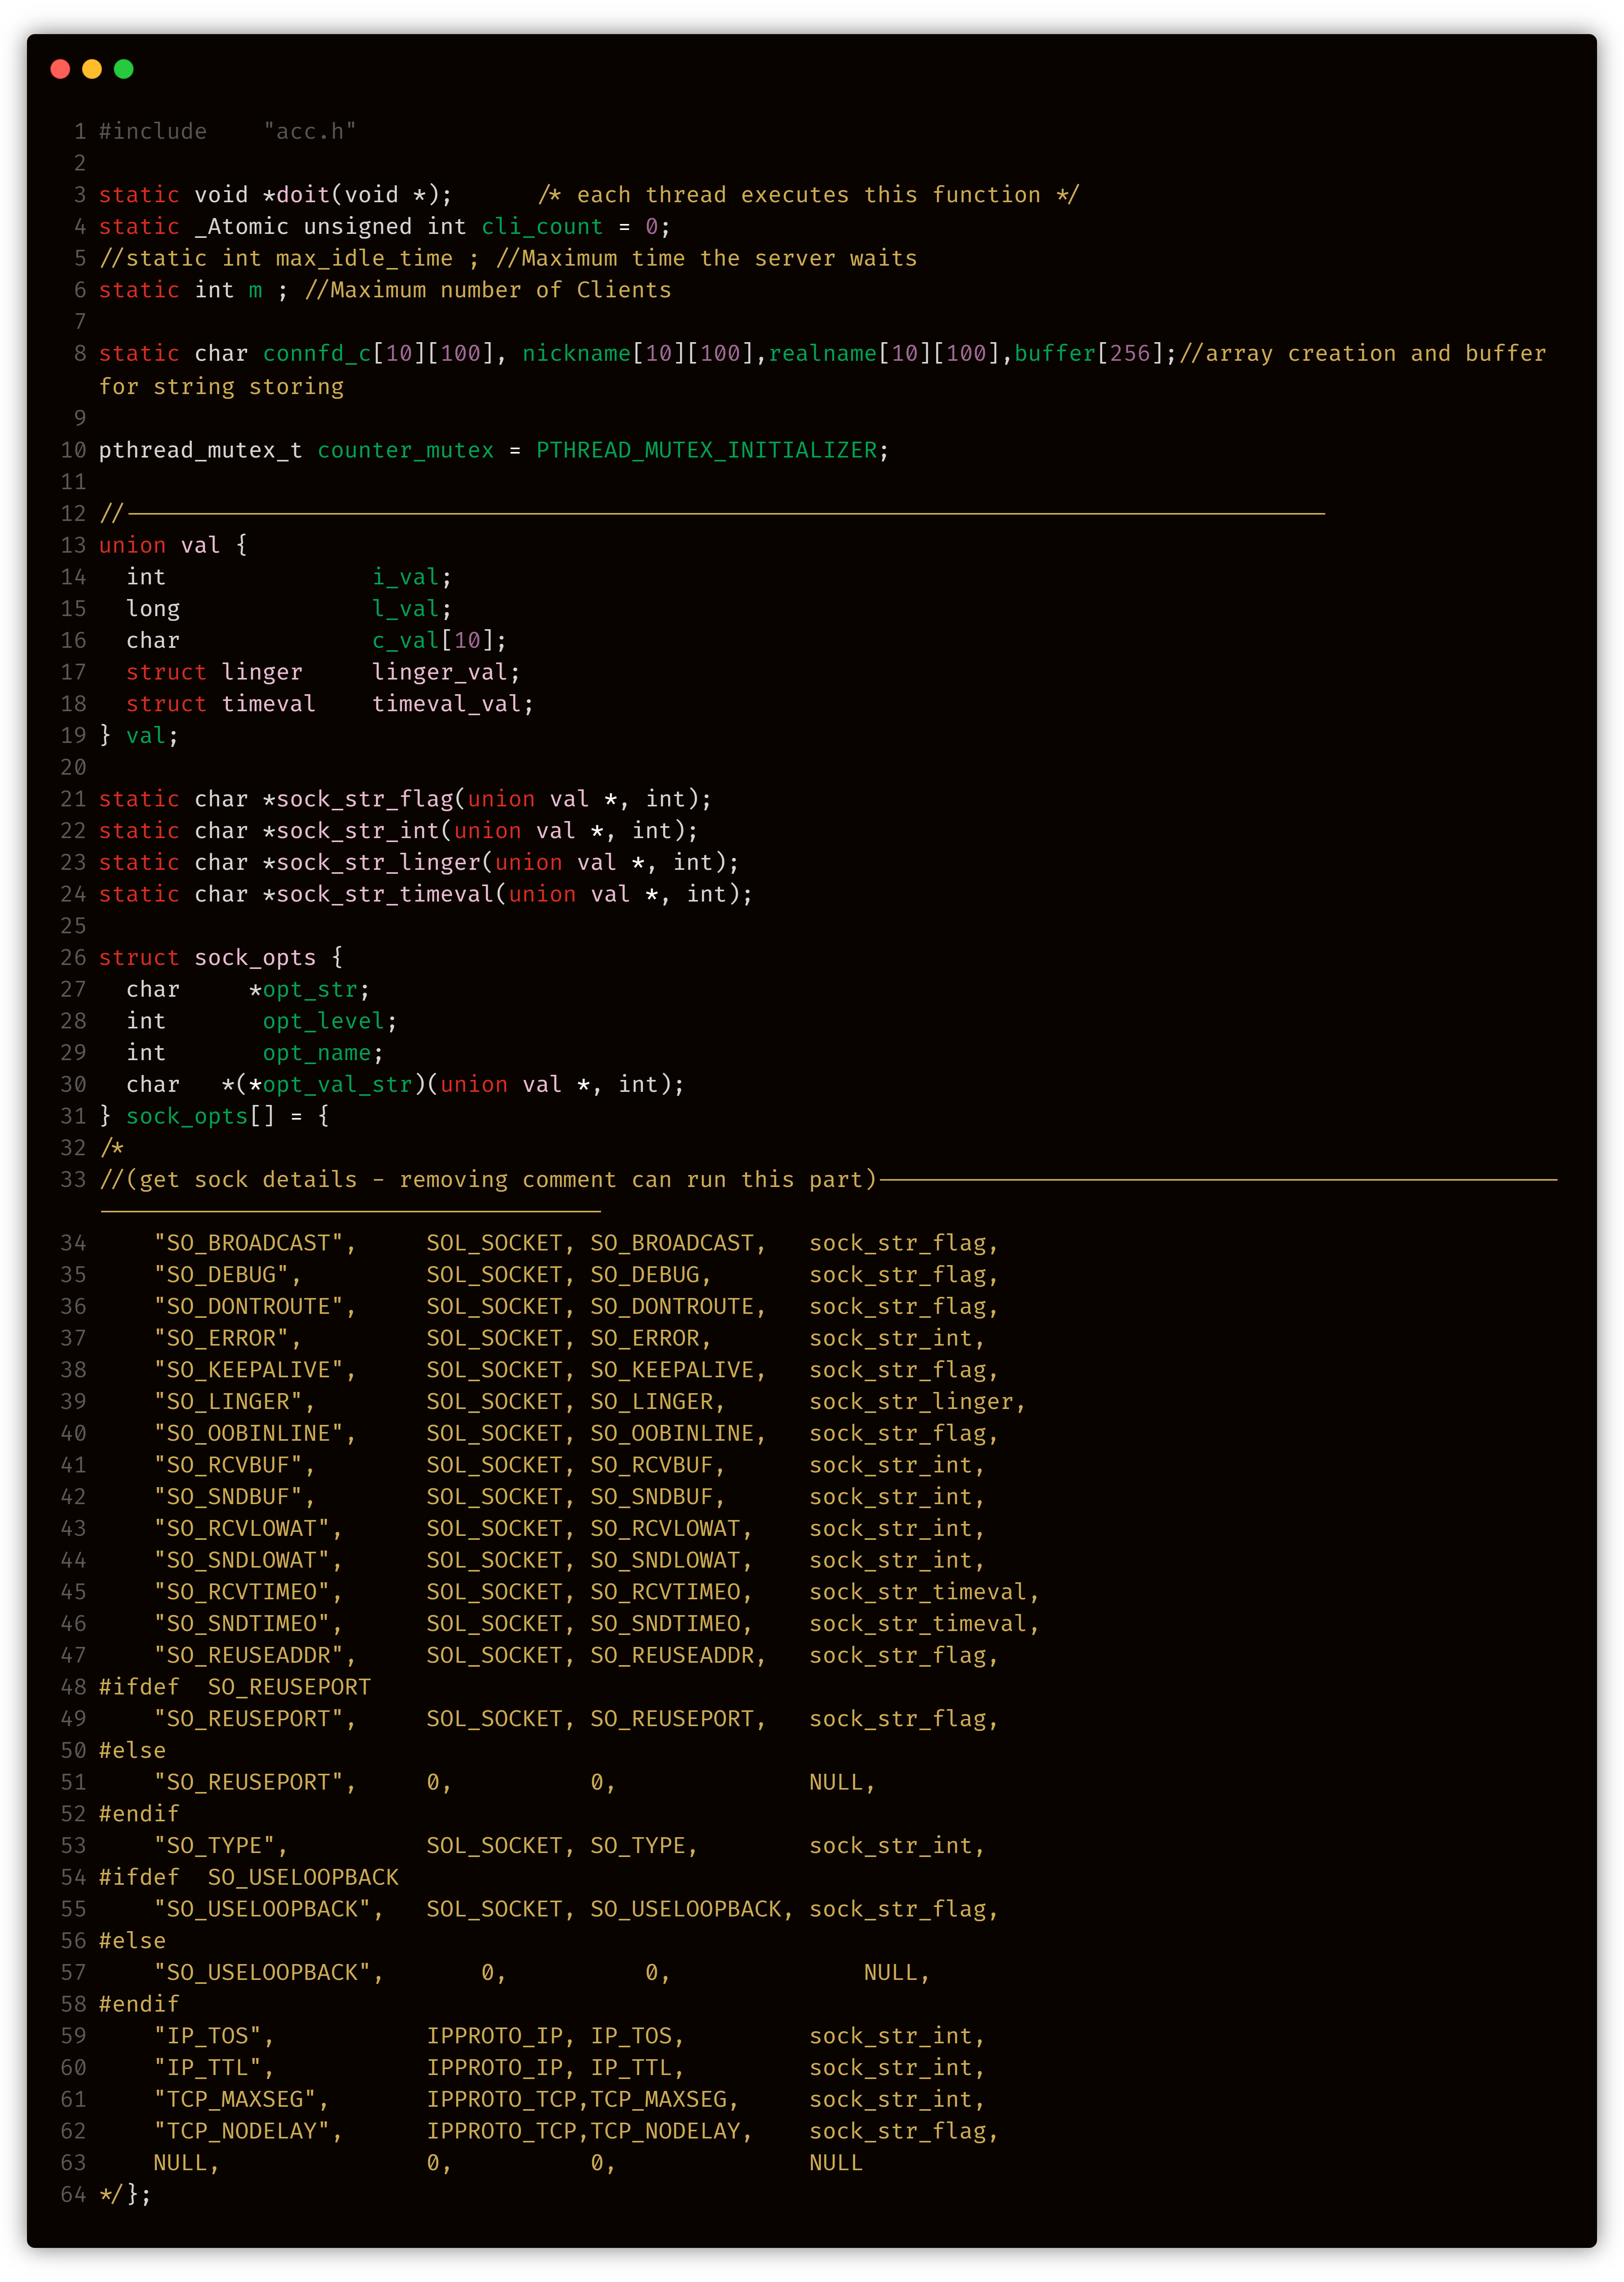 1 #include    "acc.h"
2
3 static void *doit(void *);      /* each thread executes this function */
4 static _Atomic unsigned int cli_count = 0;
5 //static int max_idle_time ; //Maximum time the server waits
6 static int m ; //Maximum number of Clients
7
8 static char connfd_c[10][100], nickname[10][100],realname[10][100],buffer[256];//array creation and buffer
for string storing
9
10 pthread_mutex_t counter_mutex = PTHREAD_MUTEX_INITIALIZER;
11
12 //----------------------------------------------------------------------------------------
13 union val {
14   int               i_val;
15   long              l_val;
16   char              c_val[10];
17   struct linger     linger_val;
18   struct timeval    timeval_val;
19 } val;
20
21 static char *sock_str_flag(union val *, int);
22 static char *sock_str_int(union val *, int);
23 static char *sock_str_linger(union val *, int);
24 static char *sock_str_timeval(union val *, int);
25
26 struct sock_opts {
27   char     *opt_str;
28   int       opt_level;
29   int       opt_name;
30   char   *(*opt_val_str)(union val *, int);
31 } sock_opts[] = {
32 /*
33 //(get sock details - removing comment can run this part)--------------------------------------------------
-------------------------------------
34     "SO_BROADCAST",     SOL_SOCKET, SO_BROADCAST,   sock_str_flag,
35     "SO_DEBUG",         SOL_SOCKET, SO_DEBUG,       sock_str_flag,
36     "SO_DONTROUTE",     SOL_SOCKET, SO_DONTROUTE,   sock_str_flag,
37     "SO_ERROR",         SOL_SOCKET, SO_ERROR,       sock_str_int,
38     "SO_KEEPALIVE",     SOL_SOCKET, SO_KEEPALIVE,   sock_str_flag,
39     "SO_LINGER",        SOL_SOCKET, SO_LINGER,      sock_str_linger,
40     "SO_OOBINLINE",     SOL_SOCKET, SO_OOBINLINE,   sock_str_flag,
41     "SO_RCVBUF",        SOL_SOCKET, SO_RCVBUF,      sock_str_int,
42     "SO_SNDBUF",        SOL_SOCKET, SO_SNDBUF,      sock_str_int,
43     "SO_RCVLOWAT",      SOL_SOCKET, SO_RCVLOWAT,    sock_str_int,
44     "SO_SNDLOWAT",      SOL_SOCKET, SO_SNDLOWAT,    sock_str_int,
45     "SO_RCVTIMEO",      SOL_SOCKET, SO_RCVTIMEO,    sock_str_timeval,
46     "SO_SNDTIMEO",      SOL_SOCKET, SO_SNDTIMEO,    sock_str_timeval,
47     "SO_REUSEADDR",     SOL_SOCKET, SO_REUSEADDR,   sock_str_flag,
48 #ifdef  SO_REUSEPORT
49     "SO_REUSEPORT",     SOL_SOCKET, SO_REUSEPORT,   sock_str_flag,
50 #else
51     "SO_REUSEPORT",     0,          0,              NULL,
52 #endif
53     "SO_TYPE",          SOL_SOCKET, SO_TYPE,        sock_str_int,
54 #ifdef  SO_USELOOPBACK
55     "SO_USELOOPBACK",   SOL_SOCKET, SO_USELOOPBACK, sock_str_flag,
56 #else
57     "SO_USELOOPBACK",       0,          0,              NULL,
58 #endif
59     "IP_TOS",           IPPROTO_IP, IP_TOS,         sock_str_int,
60     "IP_TTL",           IPPROTO_IP, IP_TTL,         sock_str_int,
61     "TCP_MAXSEG",       IPPROTO_TCP,TCP_MAXSEG,     sock_str_int,
62     "TCP_NODELAY",      IPPROTO_TCP,TCP_NODELAY,    sock_str_flag,
63     NULL,               0,          0,              NULL
64 */};